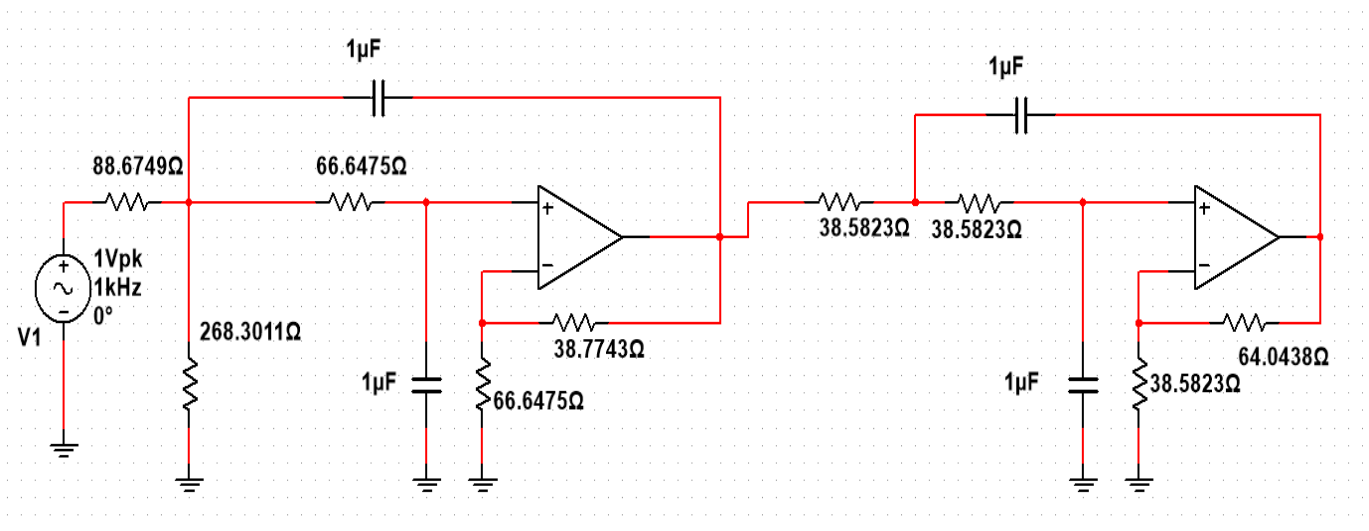 1µF
1µF
88.6749Ω
66.6475Ω
+
38.5823Ω
38.5823Ω
+
−
−
+
1Vpk
1kHz
0°
−
V1
268.3011Ω
38.7743Ω
64.0438Ω
1µF
66.6475Ω
1µF
38.5823Ω